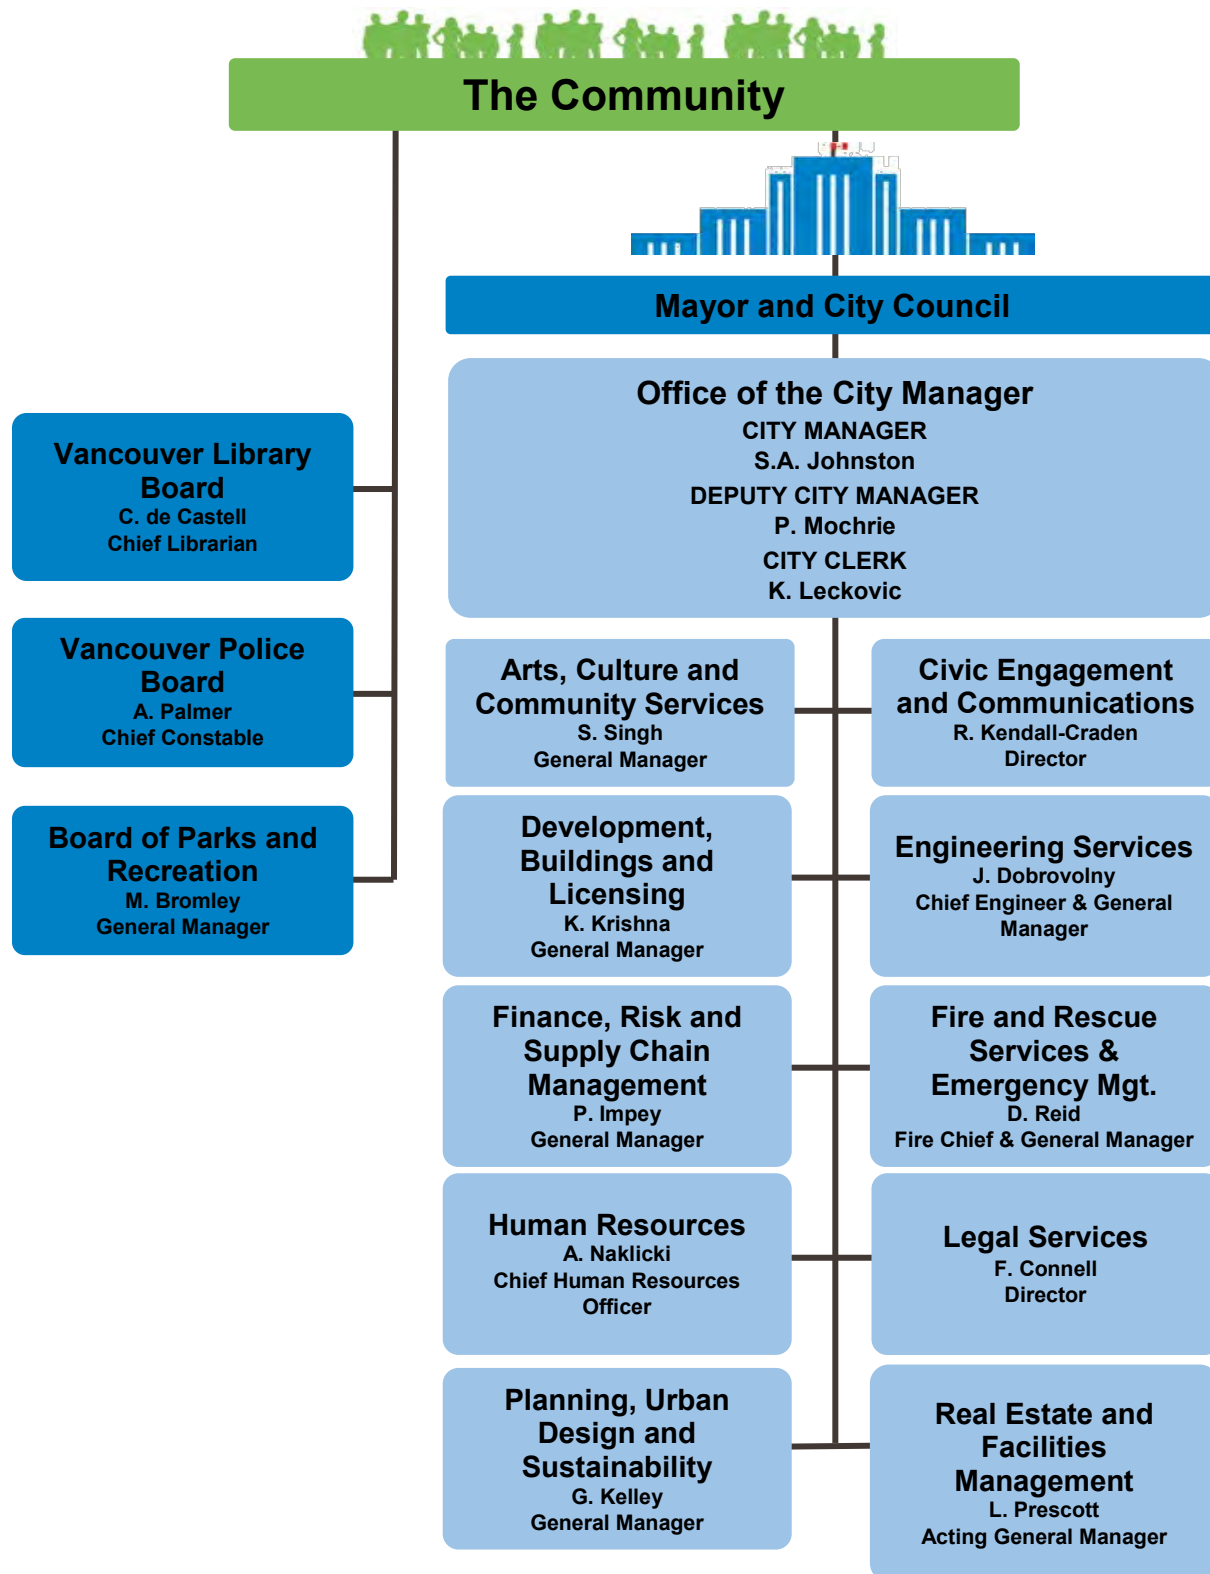 The Community
Mayor and City Council
Office of the City Manager
CITY MANAGER
S.A. Johnston
DEPUTY CITY MANAGER
P. Mochrie
CITY CLERK
K. Leckovic
Vancouver Library
Board
C. de Castell
Chief Librarian
Vancouver Police
Board
A. Palmer
Chief Constable
Board of Parks and
Recreation
M. Bromley
General Manager
Arts, Culture and
Community Services
S. Singh
General Manager
Civic Engagement
and Communications
R. Kendall-Craden
Director
Development,
Buildings and
Licensing
K. Krishna
General Manager
Engineering Services
J. Dobrovolny
Chief Engineer & General
Manager
Finance, Risk and
Supply Chain
Management
P. Impey
General Manager
Fire and Rescue
Services &
Emergency Mgt.
D. Reid
Fire Chief & General Manager
Human Resources
A. Naklicki
Chief Human Resources
Officer
Legal Services
F. Connell
Director
Planning, Urban
Design and
Sustainability
G. Kelley
General Manager
Real Estate and
Facilities
Management
L. Prescott
Acting General Manager